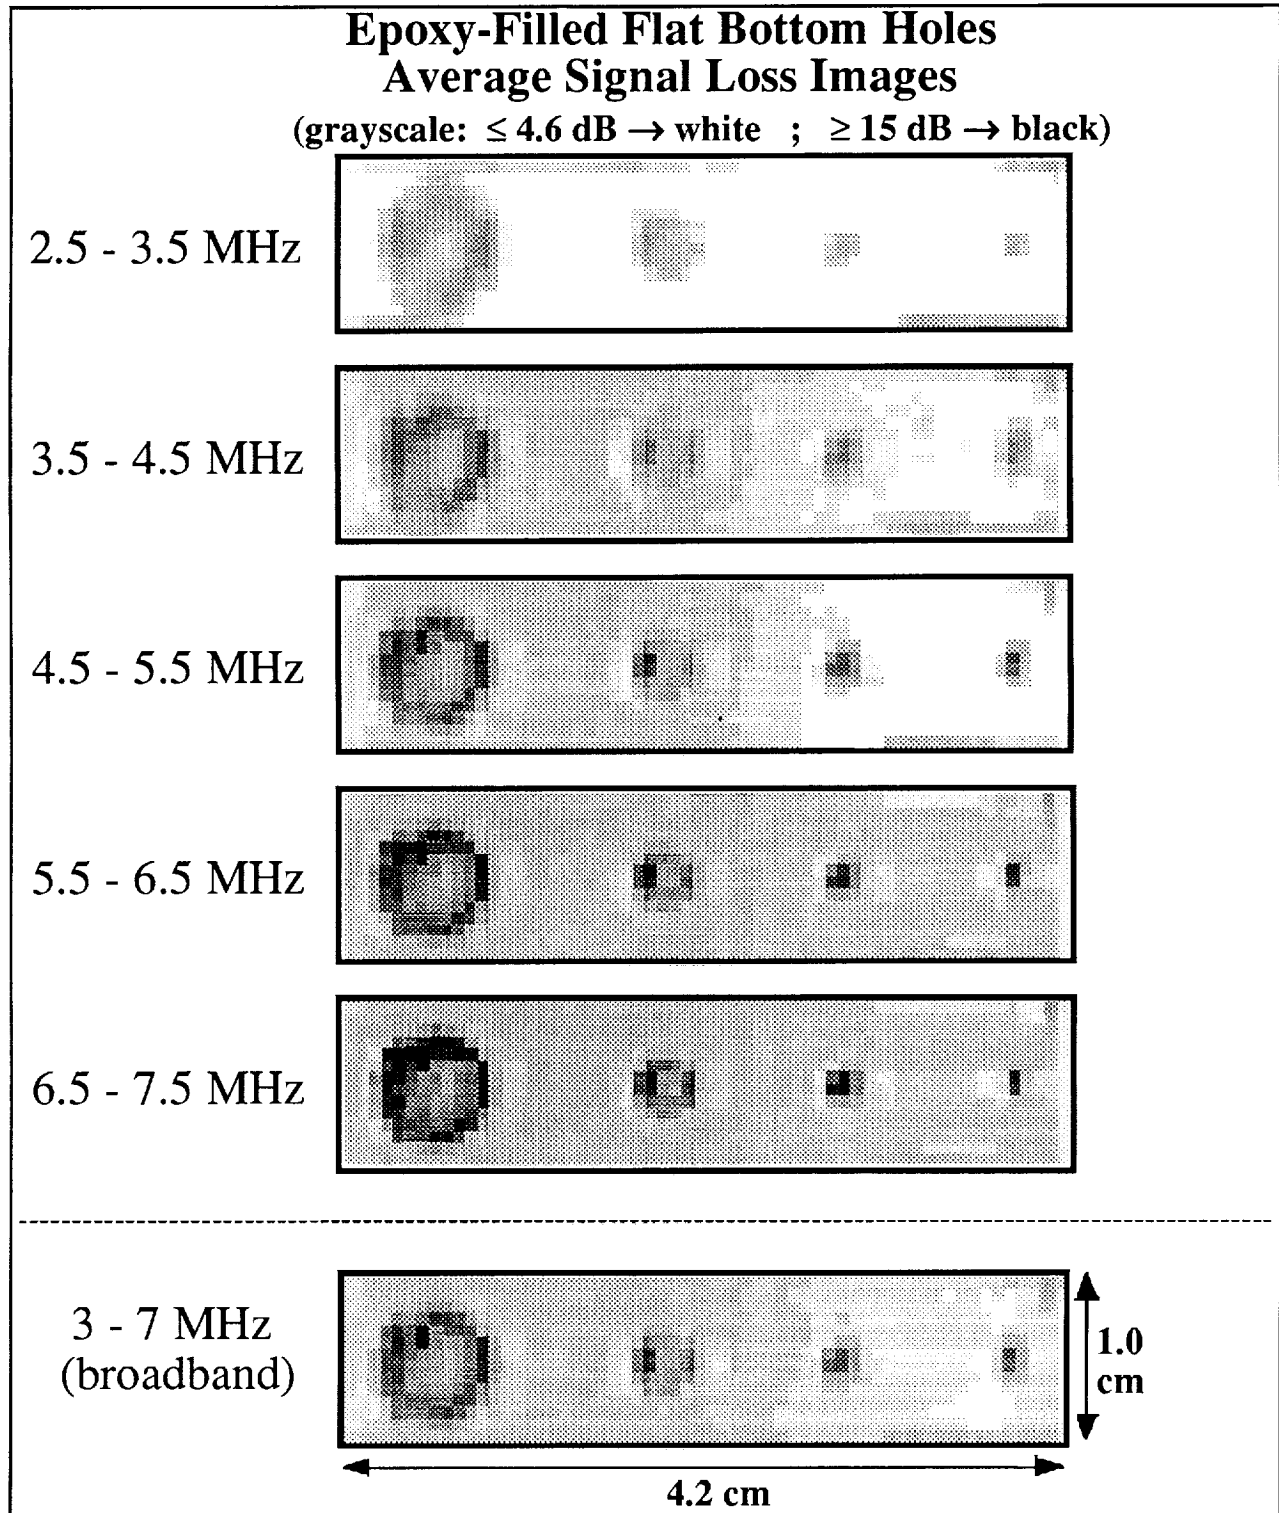 Epoxy-Filled Flat Bottom Holes
Average Signal Loss Images
(grayscale: ≤ 4.6 dB → white ; ≥ 15 dB → black)
2.5 - 3.5 MHz
3.5 - 4.5 MHz
4.5 - 5.5 MHz
5.5 - 6.5 MHz
6.5 - 7.5 MHz
3 - 7 MHz
(broadband)
1.0
cm
4.2 cm